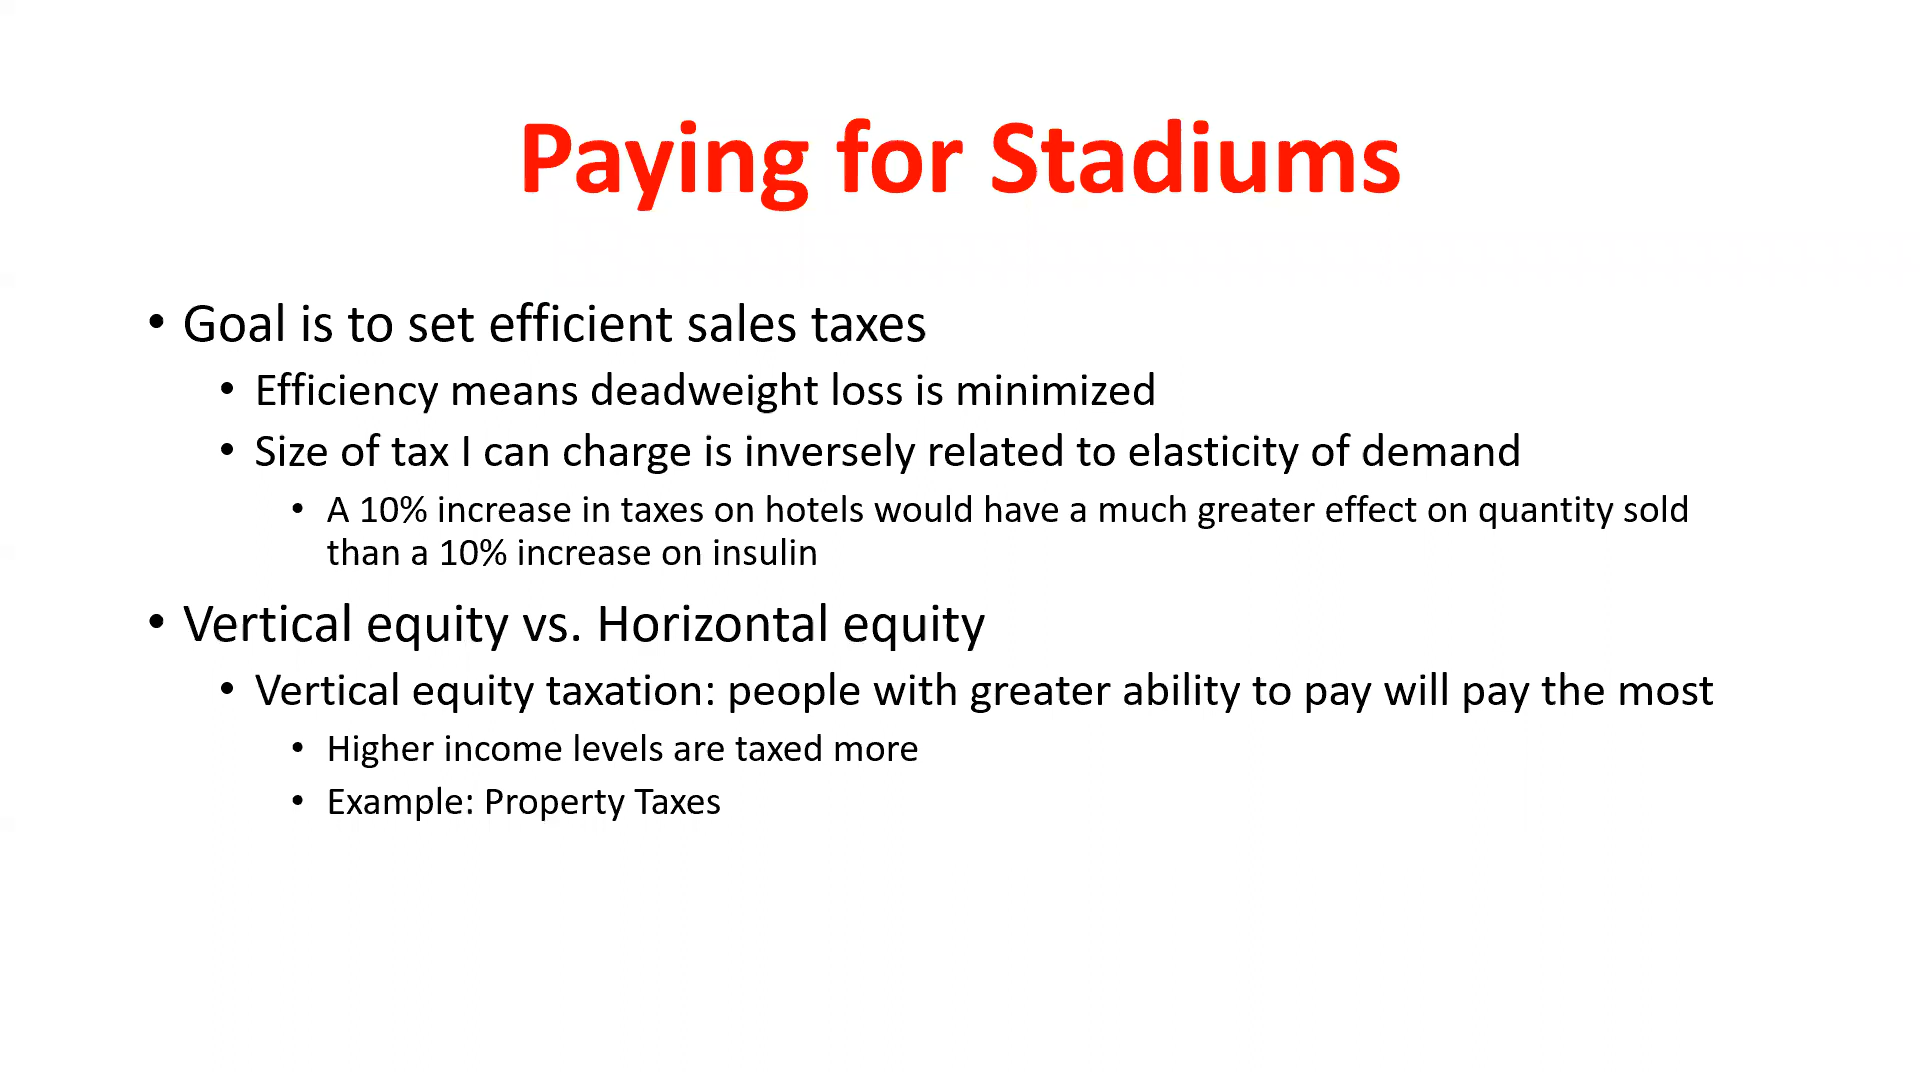 Paying for Stadiums
• Goal is to set efficient sales taxes
• Efficiency means deadweight loss is minimized
• Size of tax I can charge is inversely related to elasticity of demand
• A 10% increase in taxes on hotels would have a much greater effect on quantity sold
than a 10% increase on insulin
• Vertical equity vs. Horizontal equity
• Vertical equity taxation: people with greater ability to pay will pay the most
• Higher income levels are taxed more
• Example: Property Taxes